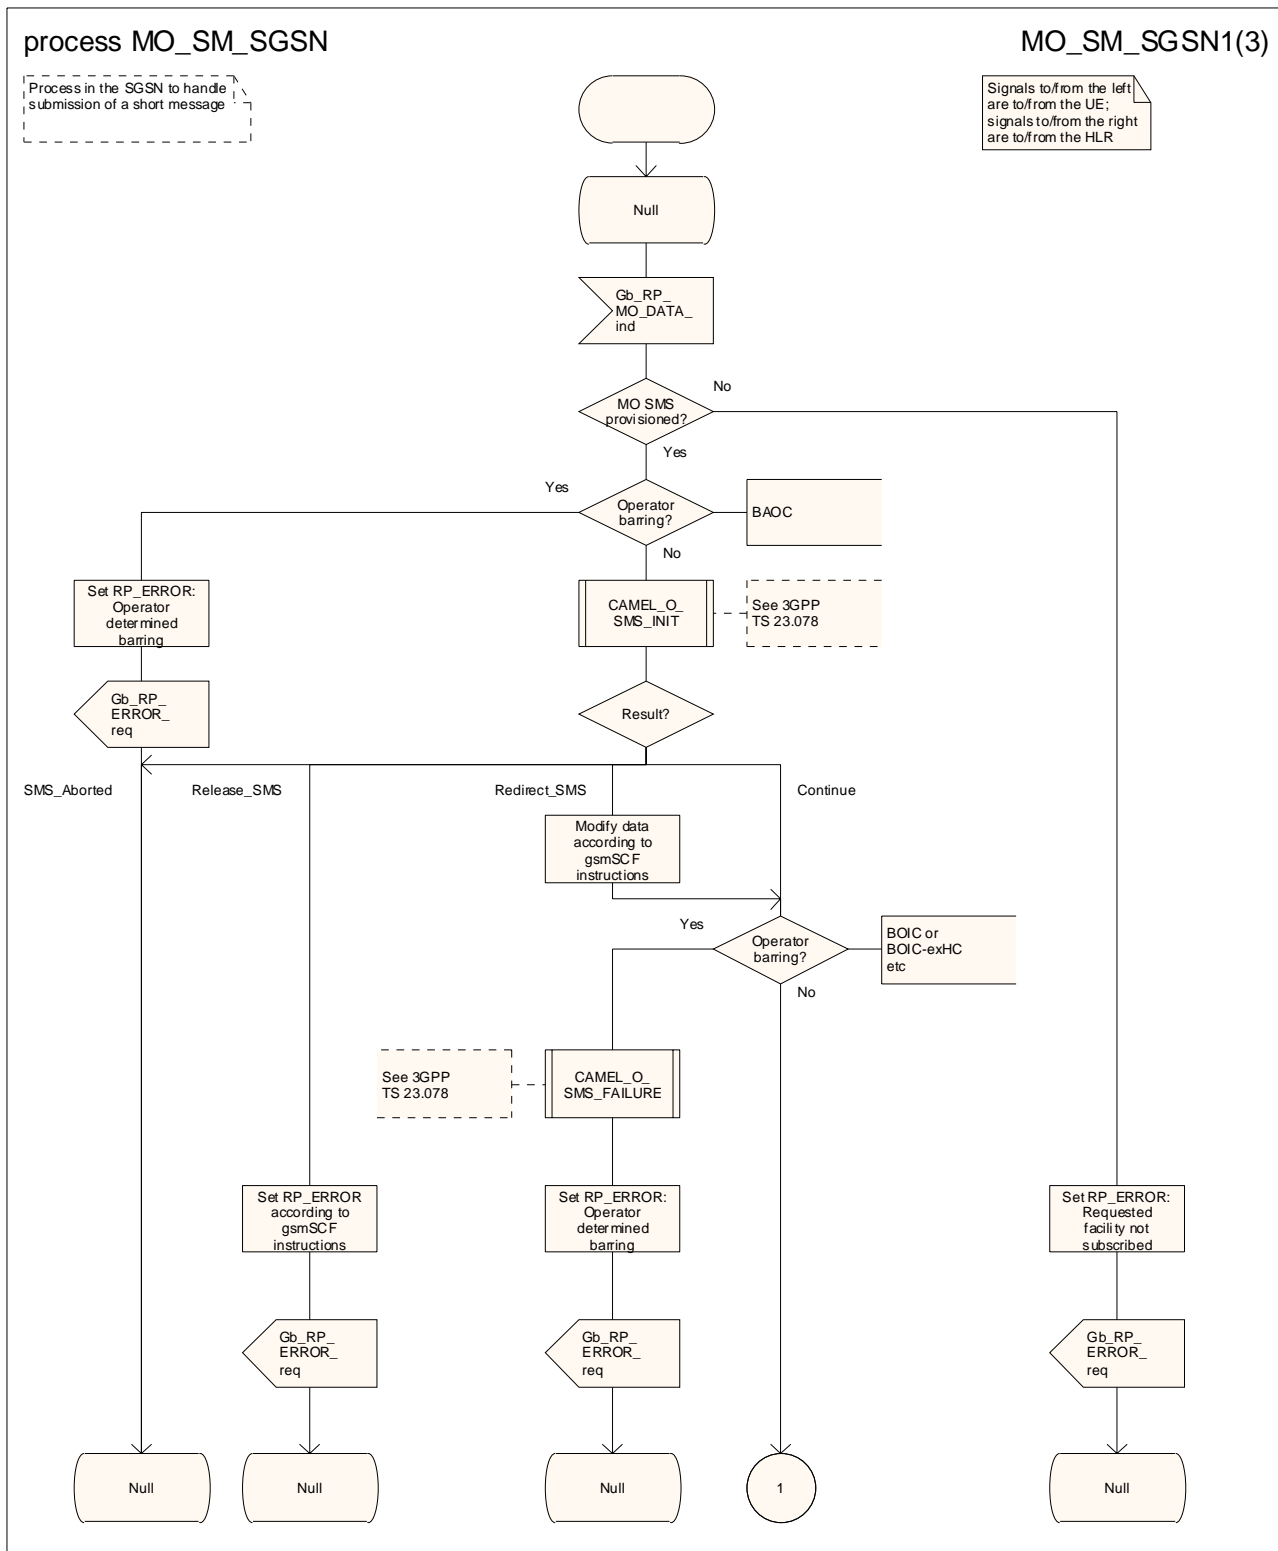 process MO_SM_SGSN
MO_SM_SGSN1(3)
Process in the SGSN to handle
submission of a short message
Signals to/from the left
are to/from the UE;
signals to/from the right
are to/from the HLR
Null
Gb_RP_
MO_DATA_
ind
No
MO SMS
provisioned?
Yes
Yes
Operator
barring?
BAOC
No
Set RP_ERROR:
Operator
determined
barring
CAMEL_O_
SMS_INIT
See 3GPP
TS 23.078
Gb_RP_
ERROR_
req
Result?
SMS_Aborted
Release_SMS
Redirect_SMS
Continue
Modify data
according to
gsmSCF
instructions
Yes
Operator
barring?
BOIC or
BOIC-exHC
etc
No
See 3GPP
TS 23.078
CAMEL_O_
SMS_FAILURE
Set RP_ERROR
according to
gsmSCF
instructions
Set RP_ERROR:
Operator
determined
barring
Set RP_ERROR:
Requested
facility not
subscribed
Gb_RP_
ERROR_
req
Gb_RP_
ERROR_
req
Gb_RP_
ERROR_
req
Null
Null
Null
1
Null